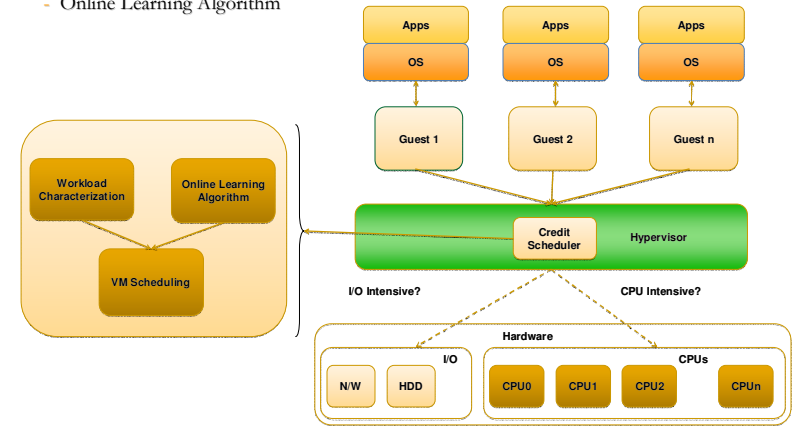 - Online Learning Algorithm
Apps
Apps
Apps
OS
OS
OS
Guest 1
Guest 2
Guest n
Workload
Characterization
Online Learning
Algorithm
VM Scheduling
Credit
Scheduler
Hypervisor
I/O Intensive?
CPU Intensive?
Hardware
I/O
CPUs
N/W
HDD
CPU0
CPU1
CPU2
CPUn